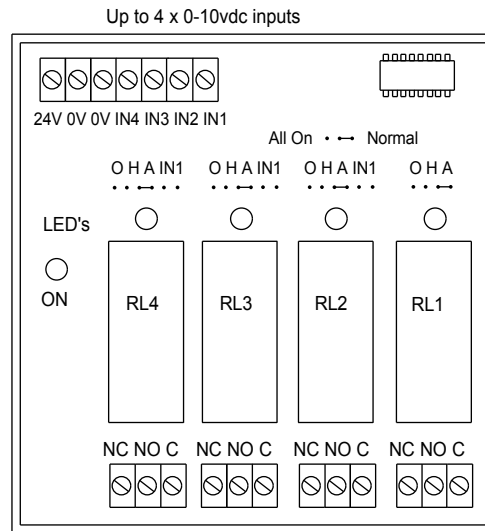 Up to 4 x 0-10vdc inputs
24V 0V 0V IN4 IN3 IN2 IN1
All On Normal
O H A IN1 O H A IN1 O H A IN1 O H A
LED's
ON
RL4 RL3 RL2 RL1
NC NO C NC NO C NC NO C NC NO C